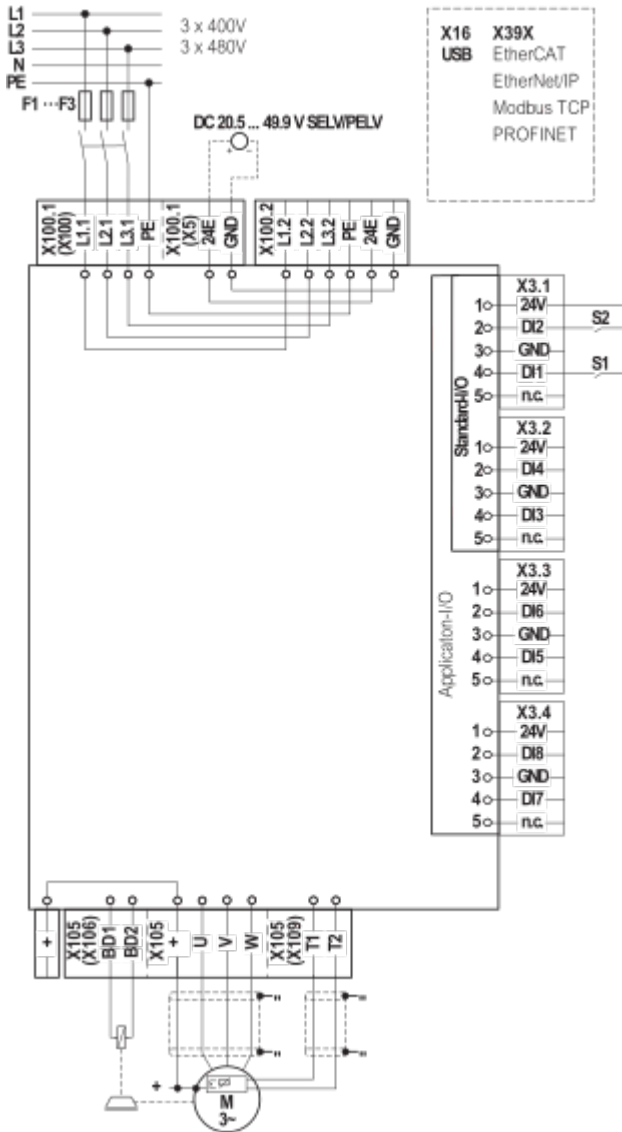 L1
L2
L3
N
PE
3 x 400V
3 x 480V
F1 ... F3
DC 20.5 ... 49.9 V SELV/PELV
+ -
X16 X39X
USB EtherCAT
EtherNet/IP
Modbus TCP
PROFINET
X100.1
(X100)
L1.1
L2.1
L3.1
PE
X100.1
(X5)
24E
GND
X100.2
L1.2
L2.2
L3.2
PE
24E
GND
Standard-I/O
Applicaiton-I/O
X3.1
1 24V
2 DI2 S2
3 GND
4 DI1 S1
5 n.c.
X3.2
1 24V
2 DI4
3 GND
4 DI3
5 n.c.
X3.3
1 24V
2 DI6
3 GND
4 DI5
5 n.c.
X3.4
1 24V
2 DI8
3 GND
4 DI7
5 n.c.
+
X105
(X106)
BD1
BD2
X105
+
U
V
W
X105
(X109)
T1
T2
+
M
3~